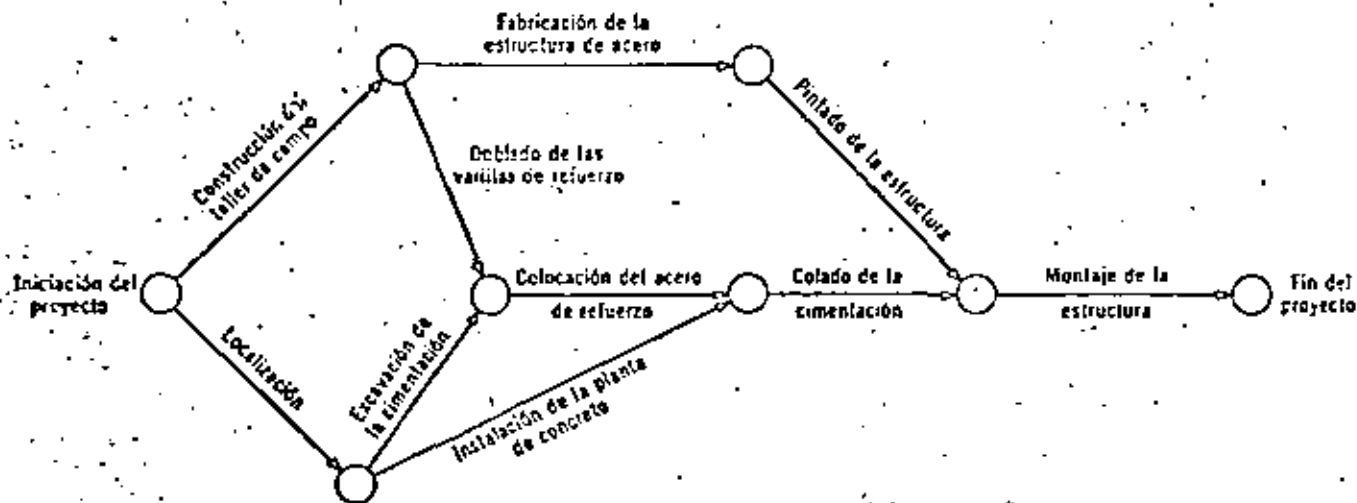 Fabricación de la
estructura de acero
Construcción del
taller de campo
Pintado de la estructura
Doblado de las
varillas de refuerzo
Iniciación del
proyecto
Colocación del acero
de refuerzo
Colado de la
cimentación
Montaje de la
estructura
Fin del
proyecto
Localización
Excavación de
la cimentación
Instalación de la planta
de concreto